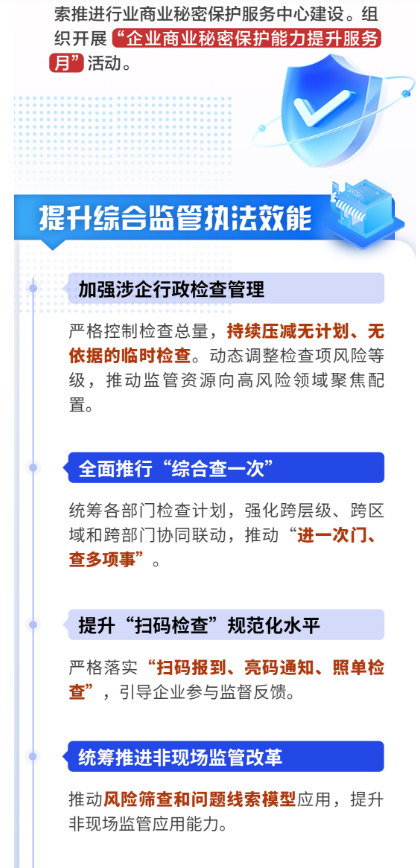 索推进行业商业秘密保护服务中心建设。组
织开展“企业商业秘密保护能力提升服务
月”活动。
提升综合监管执法效能
加强涉企行政检查管理
严格控制检查总量，持续压减无计划、无
依据的临时检查。动态调整检查项风险等
级，推动监管资源向高风险领域聚焦配
置。
全面推行“综合查一次”
统筹各部门检查计划，强化跨层级、跨区
域和跨部门协同联动，推动“进一次门、
查多项事”。
提升“扫码检查”规范化水平
严格落实“扫码报到、亮码通知、照单检
查”，引导企业参与监督反馈。
统筹推进非现场监管改革
推动风险筛查和问题线索模型应用，提升
非现场监管应用能力。